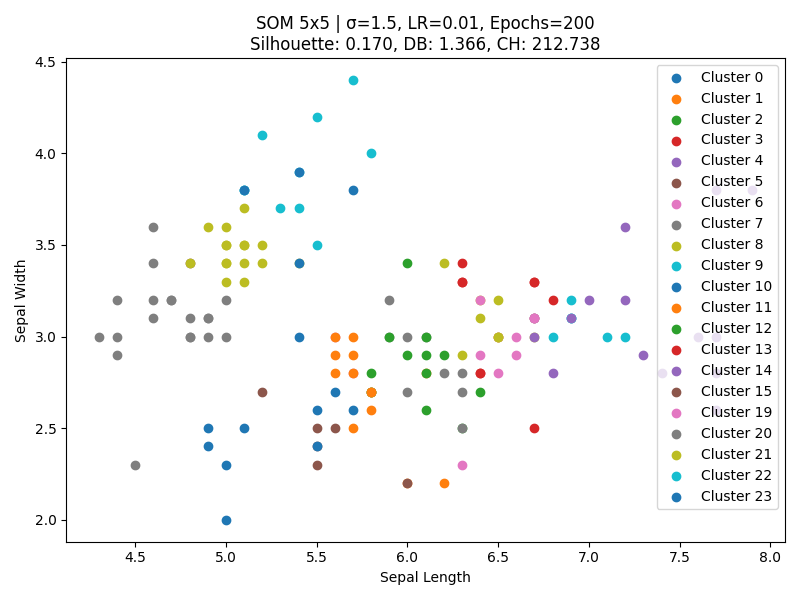 SOM 5x5 | σ=1.5, LR=0.01, Epochs=200
Silhouette: 0.170, DB: 1.366, CH: 212.738
Sepal Width
4.5
4.0
3.5
3.0
2.5
2.0
Cluster 0
Cluster 1
Cluster 2
Cluster 3
Cluster 4
Cluster 5
Cluster 6
Cluster 7
Cluster 8
Cluster 9
Cluster 10
Cluster 11
Cluster 12
Cluster 13
Cluster 14
Cluster 15
Cluster 19
Cluster 20
Cluster 21
Cluster 22
Cluster 23
4.5
5.0
5.5
6.0
6.5
7.0
7.5
8.0
Sepal Length